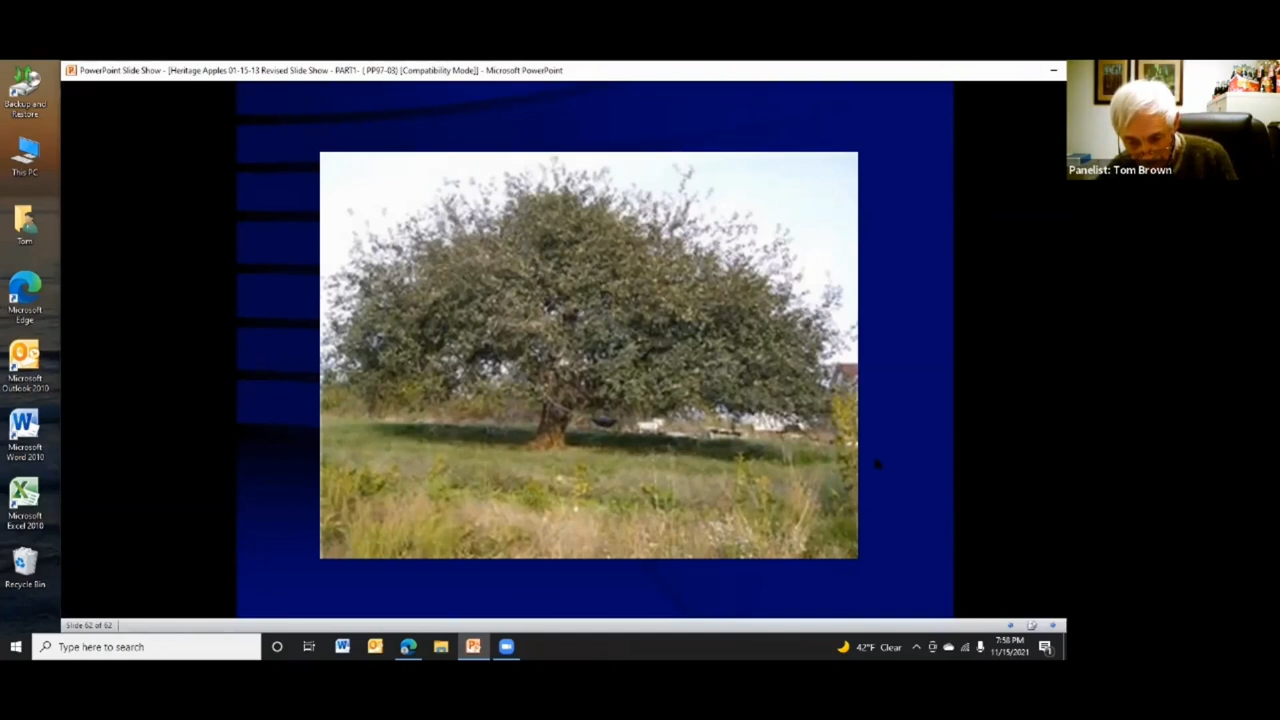 PowerPoint Slide Show - [Heritage Apples 01-15-13 Revised Slide Show - PART1- ( PP97-03) [Compatibility Mode]] - Microsoft PowerPoint
Backup and
Restore
This PC
Tom
Microsoft
Edge
Microsoft
Outlook 2010
Microsoft
Word 2010
Microsoft
Excel 2010
Recycle Bin
Panelist: Tom Brown
Slide 62 of 62
Type here to search
42°F Clear
7:58 PM
11/15/2021